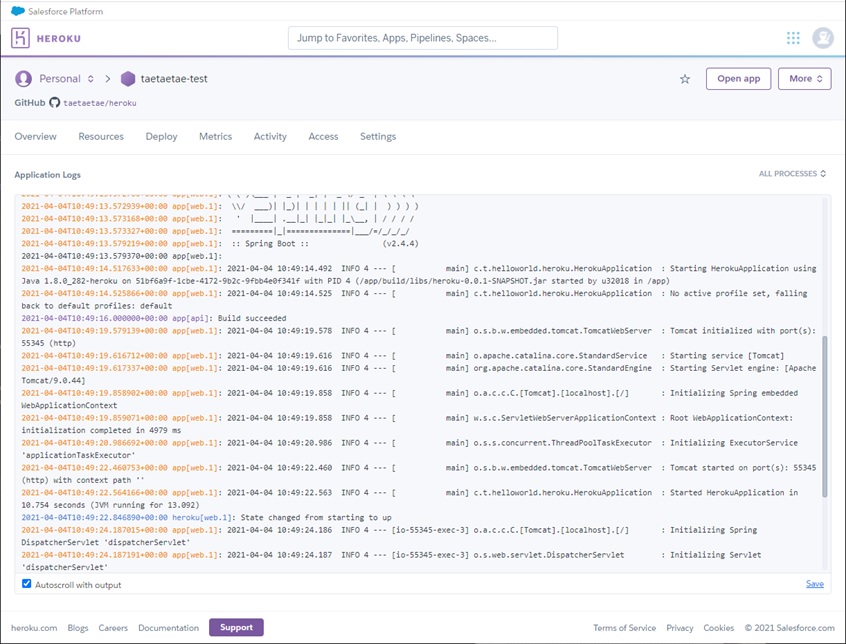 Salesforce Platform
HEROKU
Jump to Favorites, Apps, Pipelines, Spaces...
Personal
taetaetae-test
Open app
More
GitHub taetaetae/heroku
Overview Resources Deploy Metrics Activity Access Settings
Application Logs
ALL PROCESSES
2021-04-04T10:49:13.572939+00:00 app[web.1]:  \\/  ___)| |_)| | | | | || (_| |  ) ) ) )
2021-04-04T10:49:13.573168+00:00 app[web.1]:   '  |____| .__|_| |_|_| |_\__, | / / / /
2021-04-04T10:49:13.573327+00:00 app[web.1]:  =========|_|==============|___/=/_/_/_/
2021-04-04T10:49:13.579219+00:00 app[web.1]:  :: Spring Boot ::                (v2.4.4)
2021-04-04T10:49:13.579370+00:00 app[web.1]:
2021-04-04T10:49:14.517633+00:00 app[web.1]: 2021-04-04 10:49:14.492  INFO 4 --- [           main] c.t.helloworld.heroku.HerokuApplication  : Starting HerokuApplication using
Java 1.8.0_282-heroku on 51bf6a9f-1cbe-4172-9b2c-9fbb4e0f341f with PID 4 (/app/build/libs/heroku-0.0.1-SNAPSHOT.jar started by u32018 in /app)
2021-04-04T10:49:14.525866+00:00 app[web.1]: 2021-04-04 10:49:14.525  INFO 4 --- [           main] c.t.helloworld.heroku.HerokuApplication  : No active profile set, falling
back to default profiles: default
2021-04-04T10:49:16.000000+00:00 app[api]: Build succeeded
2021-04-04T10:49:19.579139+00:00 app[web.1]: 2021-04-04 10:49:19.578  INFO 4 --- [           main] o.s.b.w.embedded.tomcat.TomcatWebServer  : Tomcat initialized with port(s):
55345 (http)
2021-04-04T10:49:19.616712+00:00 app[web.1]: 2021-04-04 10:49:19.616  INFO 4 --- [           main] o.apache.catalina.core.StandardService   : Starting service [Tomcat]
2021-04-04T10:49:19.617337+00:00 app[web.1]: 2021-04-04 10:49:19.616  INFO 4 --- [           main] org.apache.catalina.core.StandardEngine  : Starting Servlet engine: [Apache
Tomcat/9.0.44]
2021-04-04T10:49:19.858902+00:00 app[web.1]: 2021-04-04 10:49:19.858  INFO 4 --- [           main] o.a.c.c.C.[Tomcat].[localhost].[/]       : Initializing Spring embedded
WebApplicationContext
2021-04-04T10:49:19.859071+00:00 app[web.1]: 2021-04-04 10:49:19.858  INFO 4 --- [           main] w.s.c.ServletWebServerApplicationContext : Root WebApplicationContext:
initialization completed in 4979 ms
2021-04-04T10:49:20.986692+00:00 app[web.1]: 2021-04-04 10:49:20.986  INFO 4 --- [           main] o.s.s.concurrent.ThreadPoolTaskExecutor  : Initializing ExecutorService
'applicationTaskExecutor'
2021-04-04T10:49:22.460753+00:00 app[web.1]: 2021-04-04 10:49:22.460  INFO 4 --- [           main] o.s.b.w.embedded.tomcat.TomcatWebServer  : Tomcat started on port(s): 55345
(http) with context path ''
2021-04-04T10:49:22.564166+00:00 app[web.1]: 2021-04-04 10:49:22.563  INFO 4 --- [           main] c.t.helloworld.heroku.HerokuApplication  : Started HerokuApplication in
10.754 seconds (JVM running for 13.092)
2021-04-04T10:49:22.846890+00:00 heroku[web.1]: State changed from starting to up
2021-04-04T10:49:24.187015+00:00 app[web.1]: 2021-04-04 10:49:24.186  INFO 4 --- [io-55345-exec-3] o.a.c.c.C.[Tomcat].[localhost].[/]       : Initializing Spring
DispatcherServlet 'dispatcherServlet'
2021-04-04T10:49:24.187191+00:00 app[web.1]: 2021-04-04 10:49:24.187  INFO 4 --- [io-55345-exec-3] o.s.web.servlet.DispatcherServlet        : Initializing Servlet
'dispatcherServlet'
Autoscroll with output
Save
heroku.com Blogs Careers Documentation Support Terms of Service Privacy Cookies © 2021 Salesforce.com